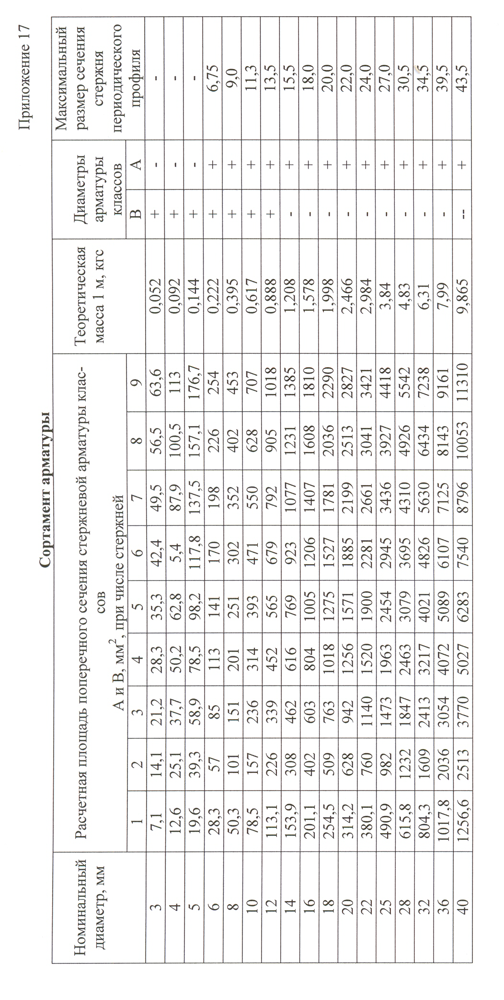 Приложение 17
Сортамент арматуры
Номинальный диаметр, мм | Расчетная площадь поперечного сечения стержневой арматуры клас-сов А и В, мм², при числе стержней | Теоретическая масса 1 м, кгс | Диаметры арматуры классов | Максимальный размер сечения стержня периодического профиля
1 2 3 4 5 6 7 8 9 В А
3 7,1 14,1 21,2 28,3 35,3 42,4 49,5 56,5 63,6 0,052 + - -
4 12,6 25,1 37,7 50,2 62,8 5,4 87,9 100,5 113 0,092 + - -
5 19,6 39,3 58,9 78,5 98,2 117,8 137,5 157,1 176,7 0,144 + - -
6 28,3 57 85 113 141 170 198 226 254 0,222 + + 6,75
8 50,3 101 151 201 251 302 352 402 453 0,395 + + 9,0
10 78,5 157 236 314 393 471 550 628 707 0,617 + + 11,3
12 113,1 226 339 452 565 679 792 905 1018 0,888 + + 13,5
14 153,9 308 462 616 769 923 1077 1231 1385 1,208 - + 15,5
16 201,1 402 603 804 1005 1206 1407 1608 1810 1,578 - + 18,0
18 254,5 509 763 1018 1275 1527 1781 2036 2290 1,998 - + 20,0
20 314,2 628 942 1256 1571 1885 2199 2513 2827 2,466 - + 22,0
22 380,1 760 1140 1520 1900 2281 2661 3041 3421 2,984 - + 24,0
25 490,9 982 1473 1963 2454 2945 3436 3927 4418 3,84 - + 27,0
28 615,8 1232 1847 2463 3079 3695 4310 4926 5542 4,83 - + 30,5
32 804,3 1609 2413 3217 4021 4826 5630 6434 7238 6,31 - + 34,5
36 1017,8 2036 3054 4072 5089 6107 7125 8143 9161 7,99 - + 39,5
40 1256,6 2513 3770 5027 6283 7540 8796 10053 11310 9,865 -- + 43,5